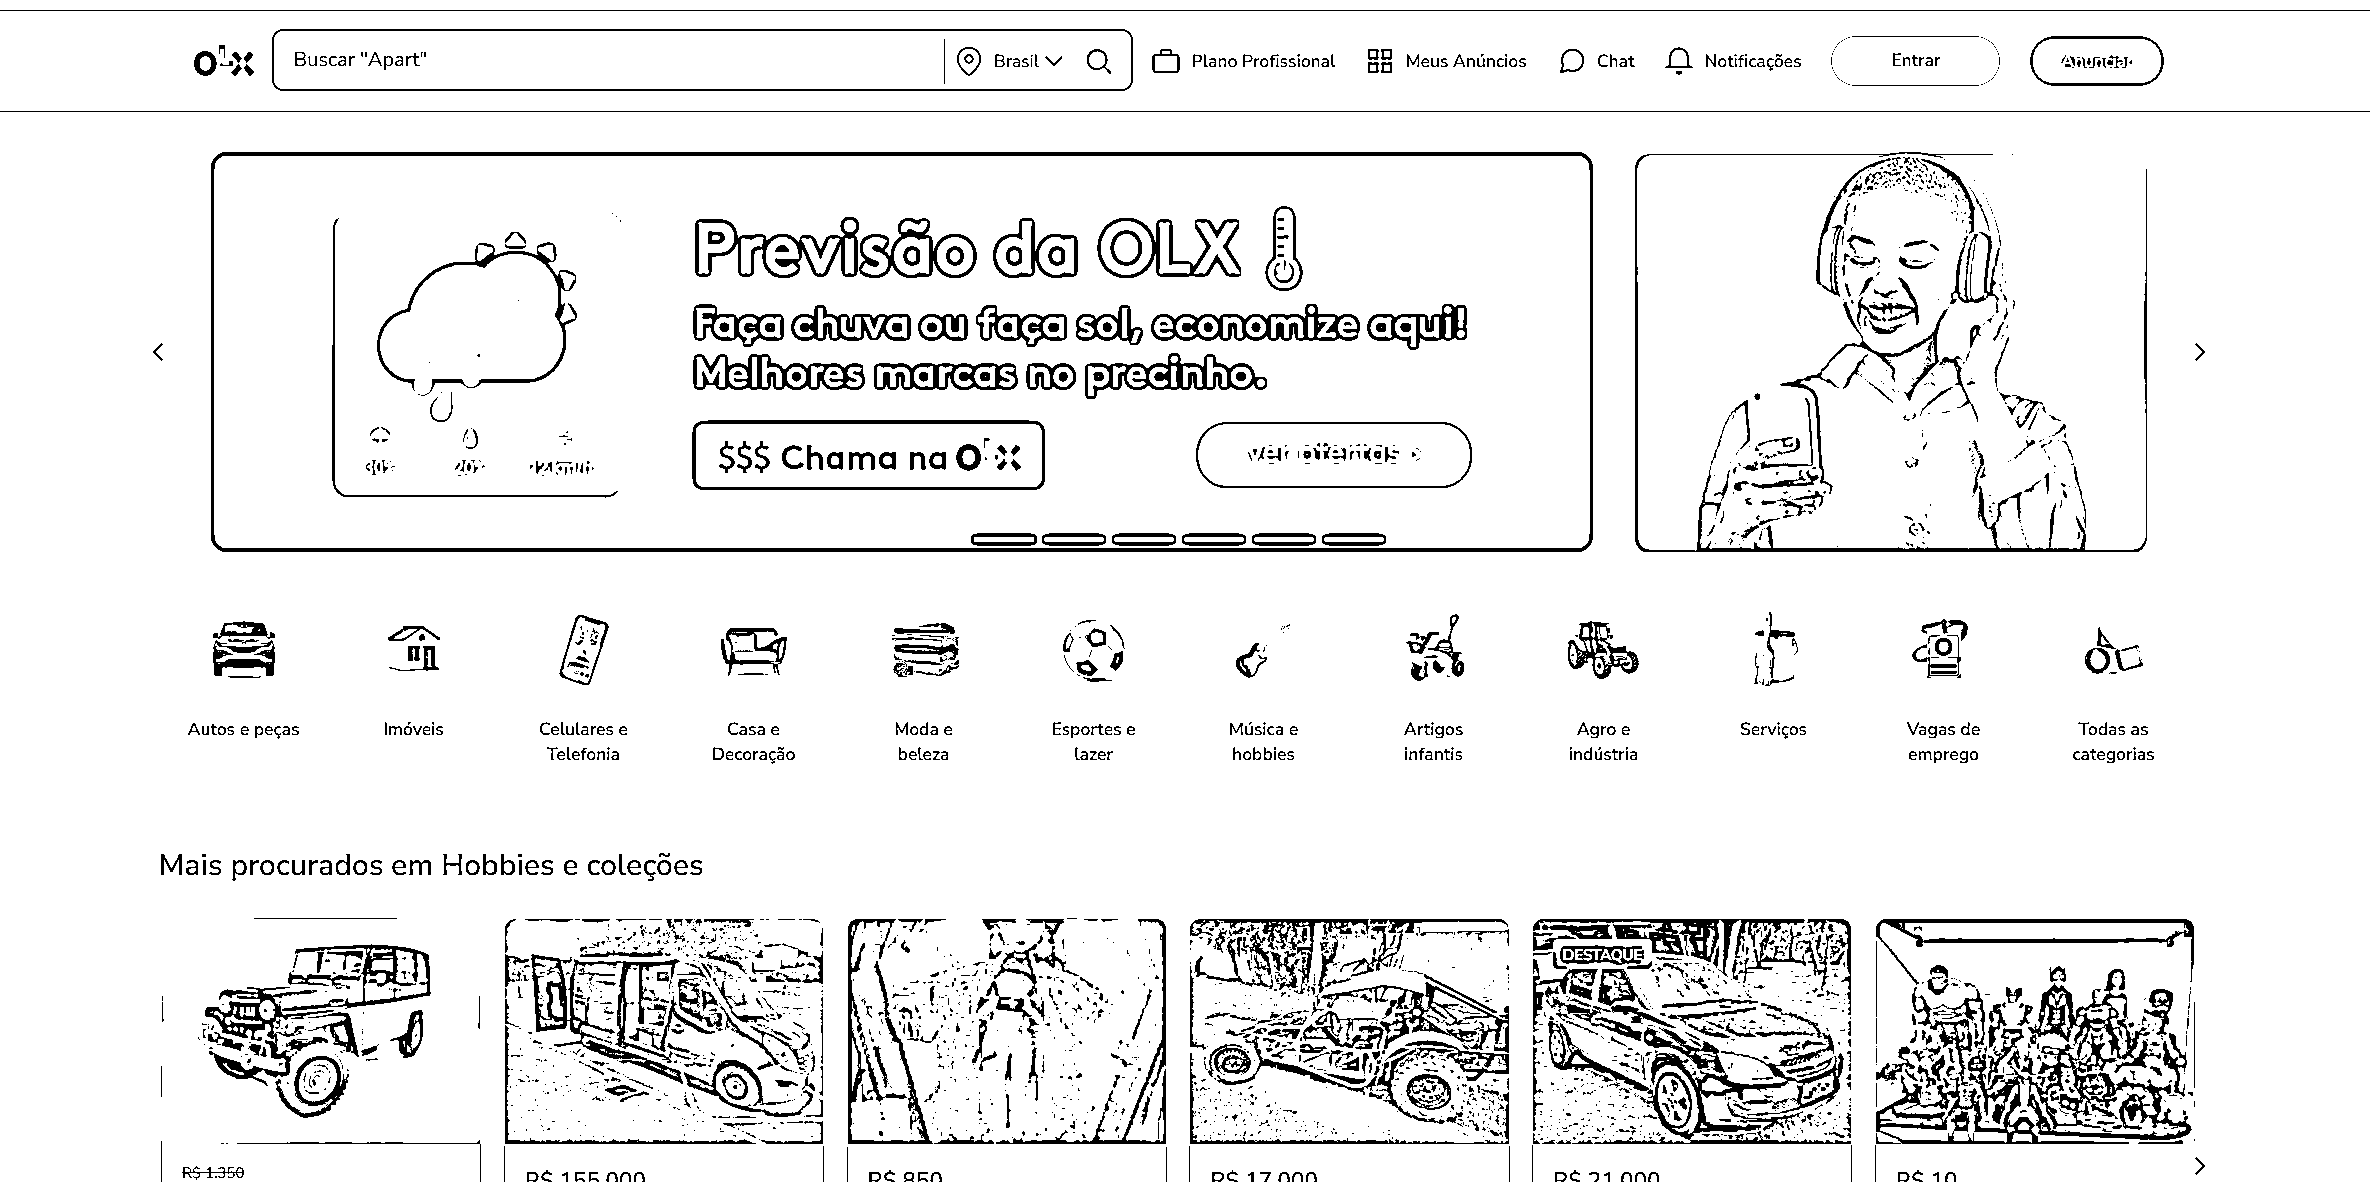 olx
Buscar "Apart"
Brasil
Plano Profissional
Meus Anúncios
Chat
Notificações
Entrar
Anunciar
Previsão da OLX
Faça chuva ou faça sol, economize aqui!
Melhores marcas no precinho.
$$$ Chama na olx
ver ofertas
Autos e peças
Imóveis
Celulares e
Telefonia
Casa e
Decoração
Moda e
beleza
Esportes e
lazer
Música e
hobbies
Artigos
infantis
Agro e
indústria
Serviços
Vagas de
emprego
Todas as
categorias
Mais procurados em Hobbies e coleções
DESTAQUE
R$ 1.350
R$ 155.000
R$ 850
R$ 17.000
R$ 21.000
R$ 10